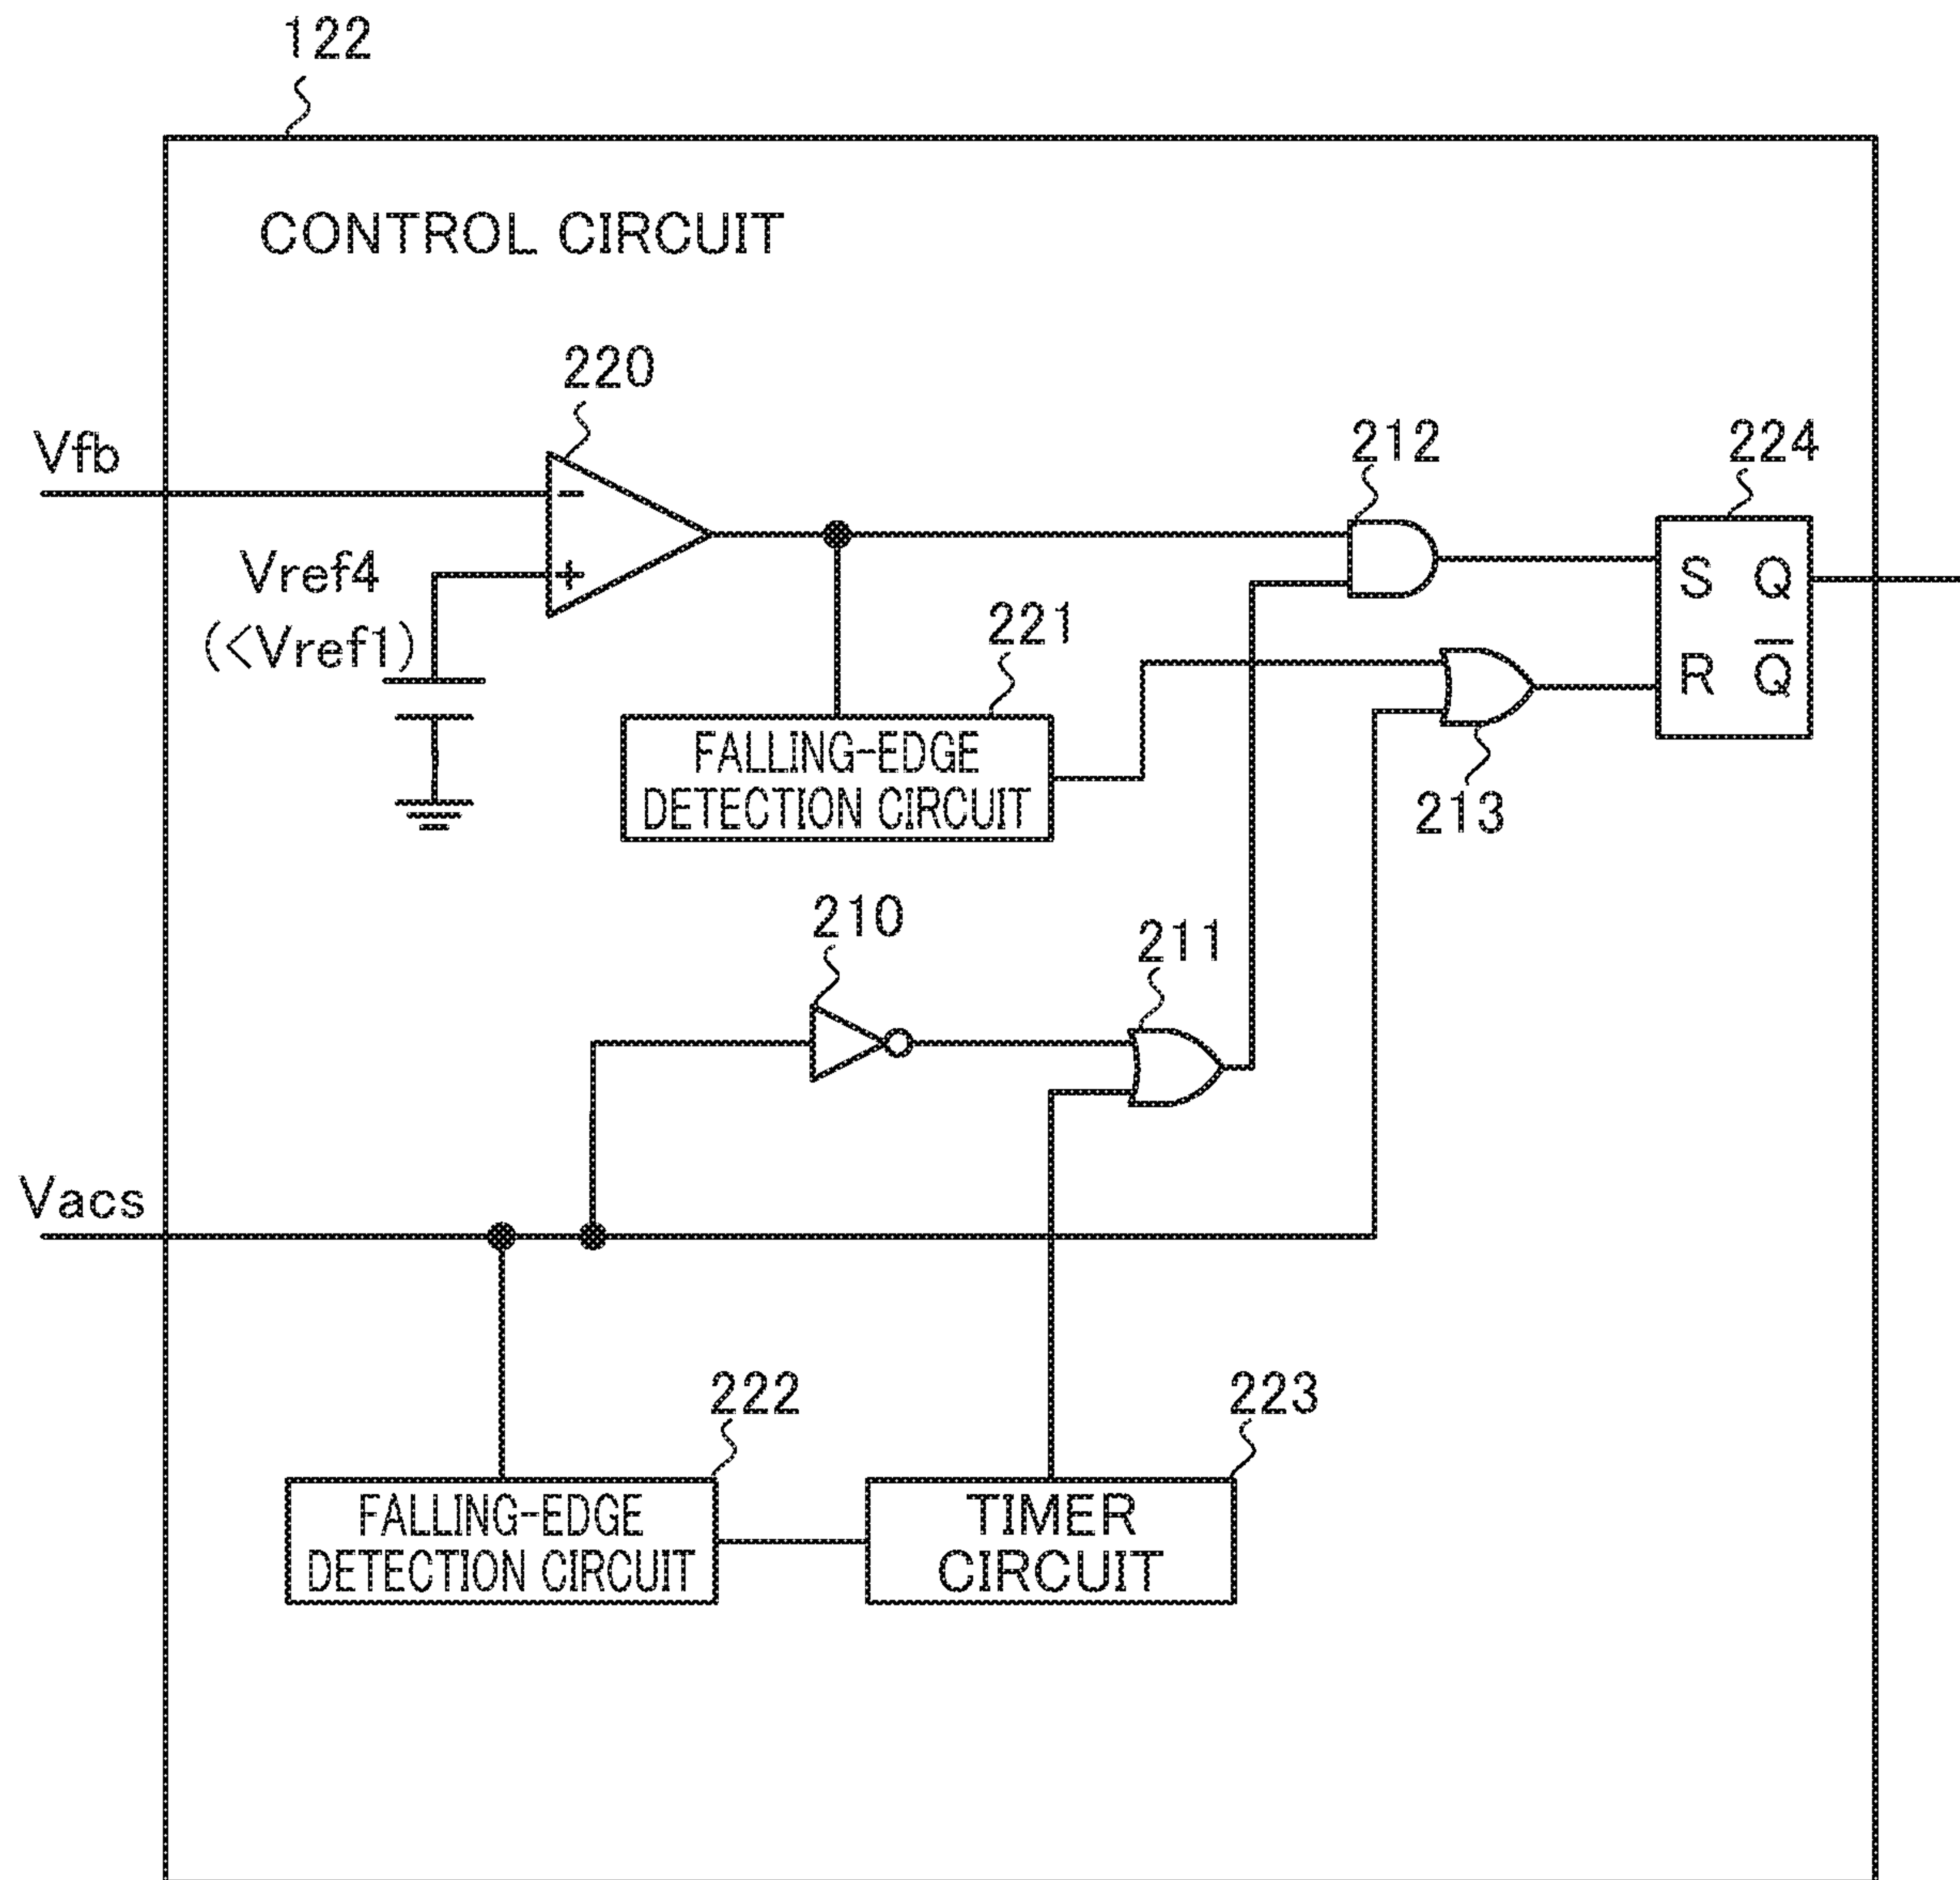 122
CONTROL CIRCUIT
220
Vfb
−
Vref4
(<Vref1)
+
212
224
S Q
R Q̅
221
FALLING-EDGE
DETECTION CIRCUIT
213
210
211
Vacs
222
FALLING-EDGE
DETECTION CIRCUIT
223
TIMER
CIRCUIT